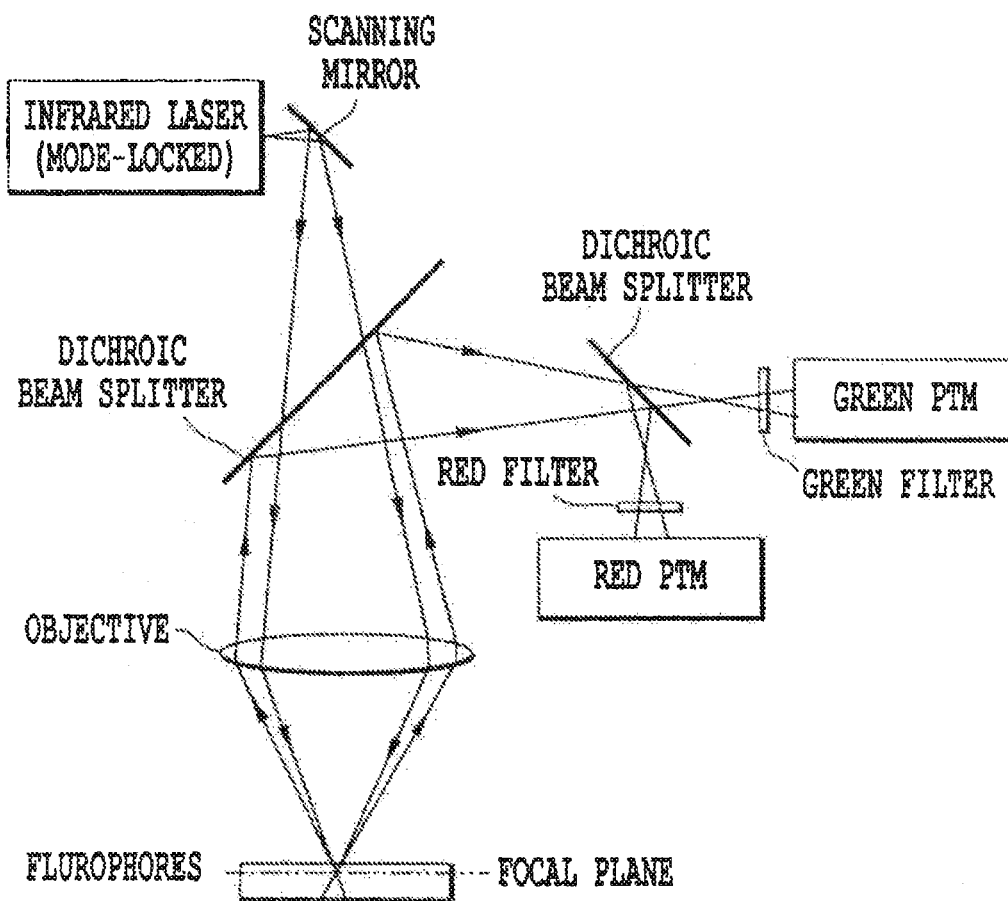 SCANNING
MIRROR
INFRARED LASER
(MODE-LOCKED)
DICHROIC
BEAM SPLITTER
DICHROIC
BEAM SPLITTER
GREEN PTM
RED FILTER
GREEN FILTER
RED PTM
OBJECTIVE
FLUROPHORES
FOCAL PLANE